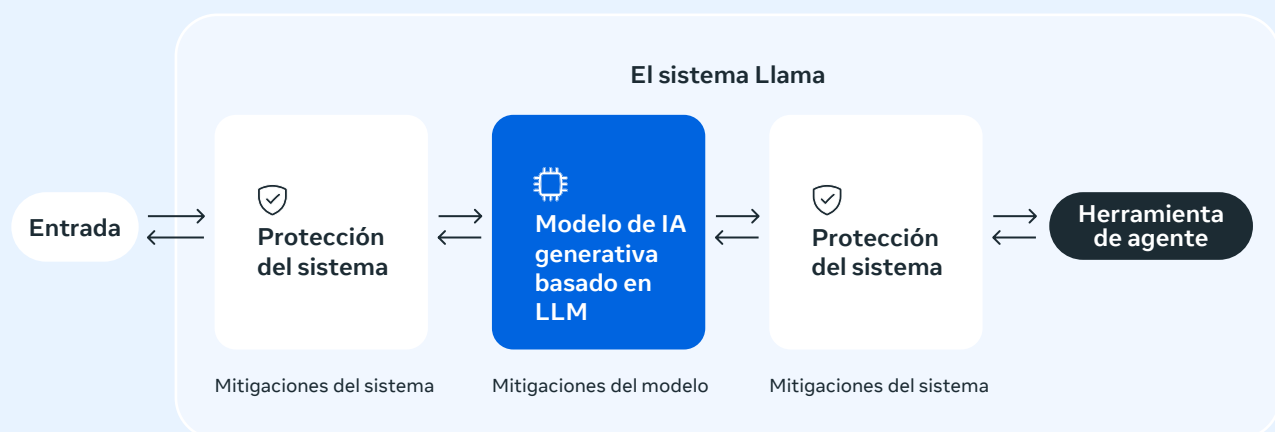 El sistema Llama
Entrada
Protección
del sistema
Modelo de IA
generativa
basado en
LLM
Protección
del sistema
Herramienta
de agente
Mitigaciones del sistema
Mitigaciones del modelo
Mitigaciones del sistema